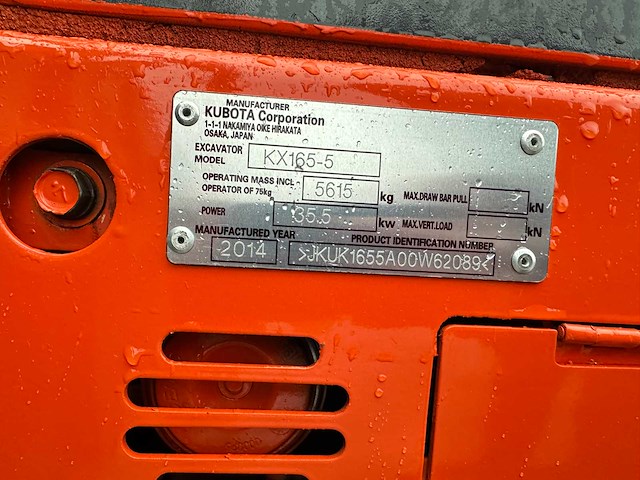 MANUFACTURER
KUBOTA Corporation
1-1-1 NAKAMIYA OIKE HIRAKATA
OSAKA, JAPAN
EXCAVATOR MODEL KX165-5
OPERATING MASS INCL OPERATOR OF 75kg 5615 kg MAX.DRAW BAR PULL kN
POWER 35.5 kw MAX.VERT.LOAD kN
MANUFACTURED YEAR PRODUCT IDENTIFICATION NUMBER
2014 >JKUK1655A00W62089<